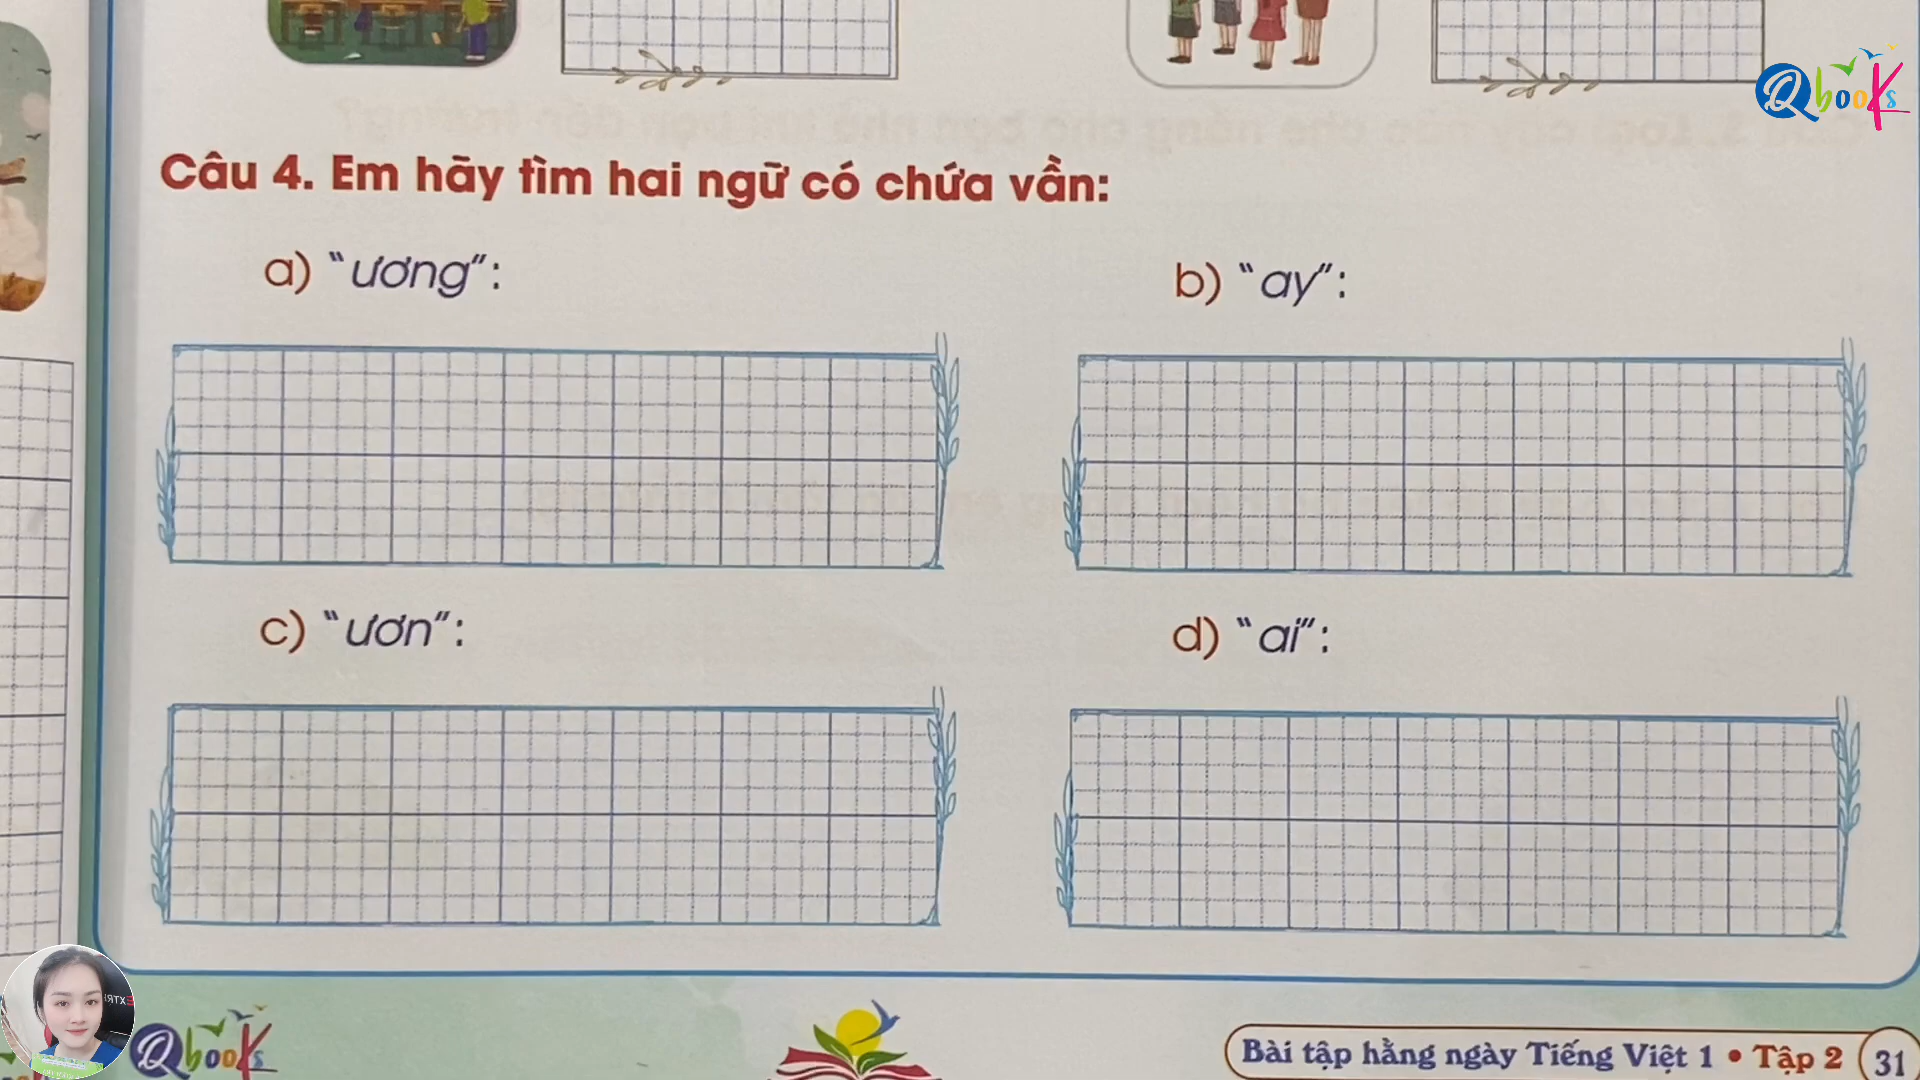 Qbooks
Câu 4. Em hãy tìm hai ngữ có chứa vần:
a) “ương”:
b) “ay”:
c) “ươn”:
d) “ai”:
Qbooks
Bài tập hằng ngày Tiếng Việt 1 • Tập 2
31